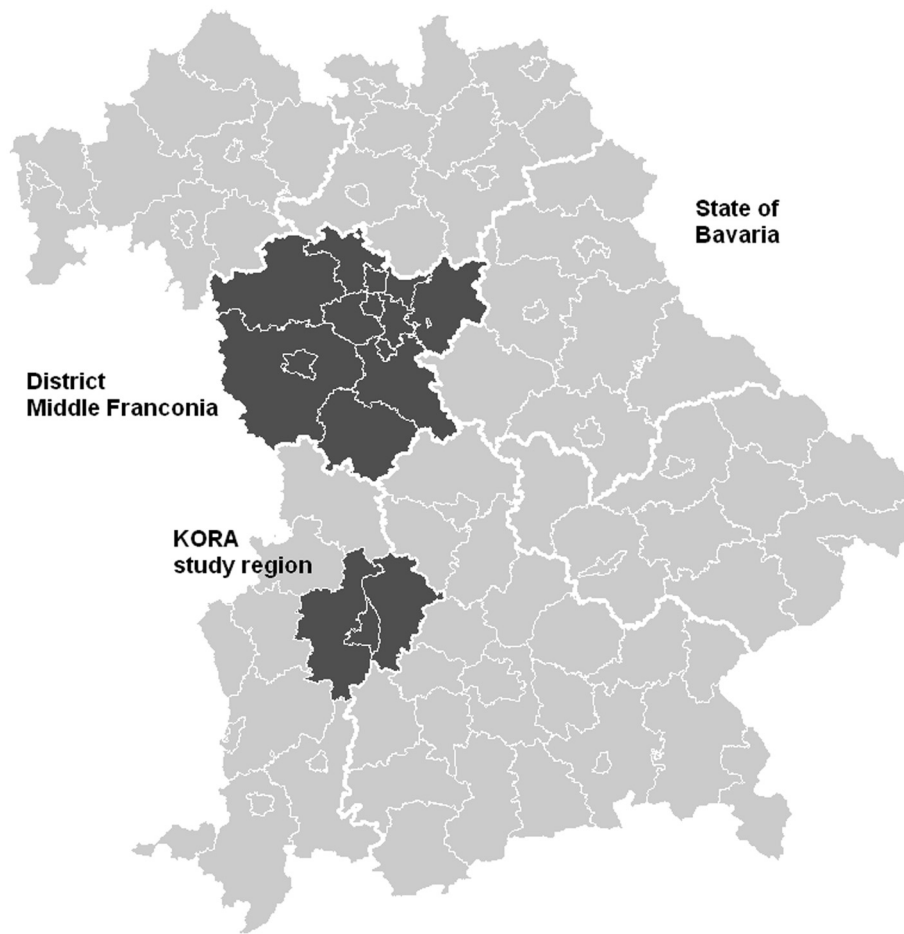 State of
Bavaria
District
Middle Franconia
KORA
study region